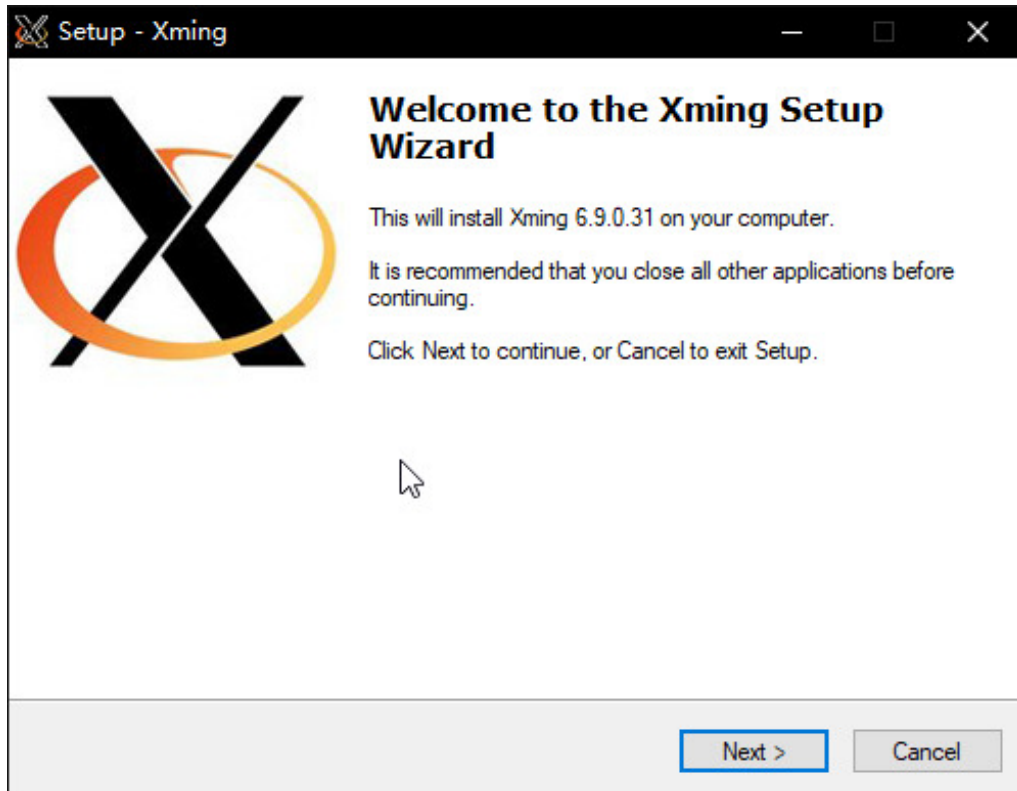 Setup - Xming
Welcome to the Xming Setup
Wizard
This will install Xming 6.9.0.31 on your computer.
It is recommended that you close all other applications before
continuing.
Click Next to continue, or Cancel to exit Setup.
Next >
Cancel